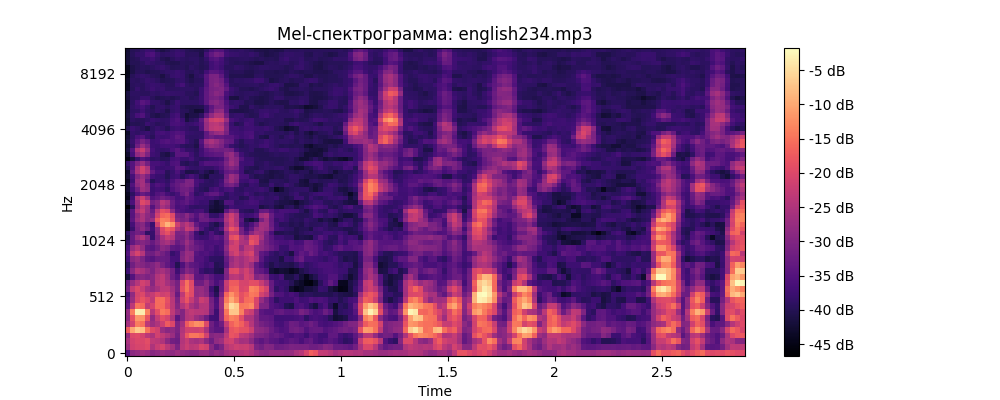 Mel-спектрограмма: english234.mp3
8192
4096
2048
1024
512
0
Hz
0
0.5
1
1.5
2
2.5
Time
-5 dB
-10 dB
-15 dB
-20 dB
-25 dB
-30 dB
-35 dB
-40 dB
-45 dB